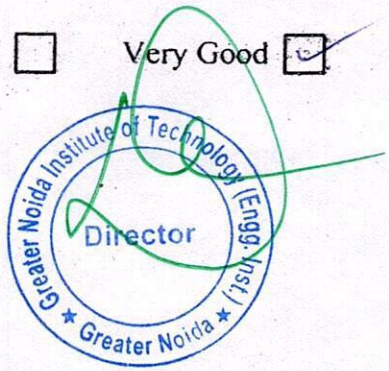 Very Good
Greater Noida Institute of Technology (Engg. Inst.)
Director
★ Greater Noida ★